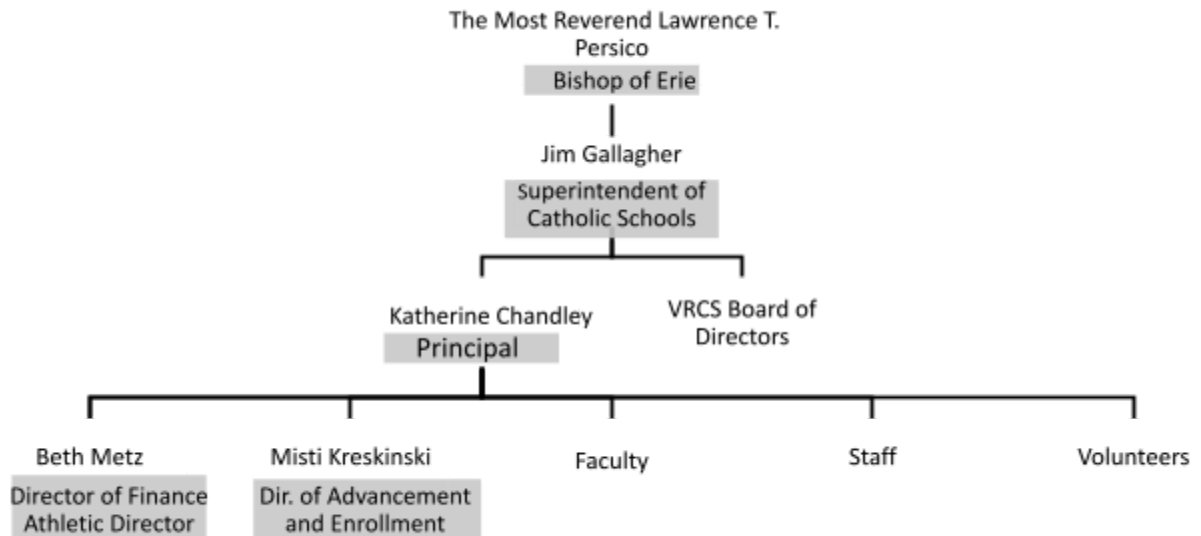 The Most Reverend Lawrence T.
Persico
Bishop of Erie
Jim Gallagher
Superintendent of
Catholic Schools
Katherine Chandley
Principal
VRCS Board of
Directors
Beth Metz
Director of Finance
Athletic Director
Misti Kreskinski
Dir. of Advancement
and Enrollment
Faculty
Staff
Volunteers